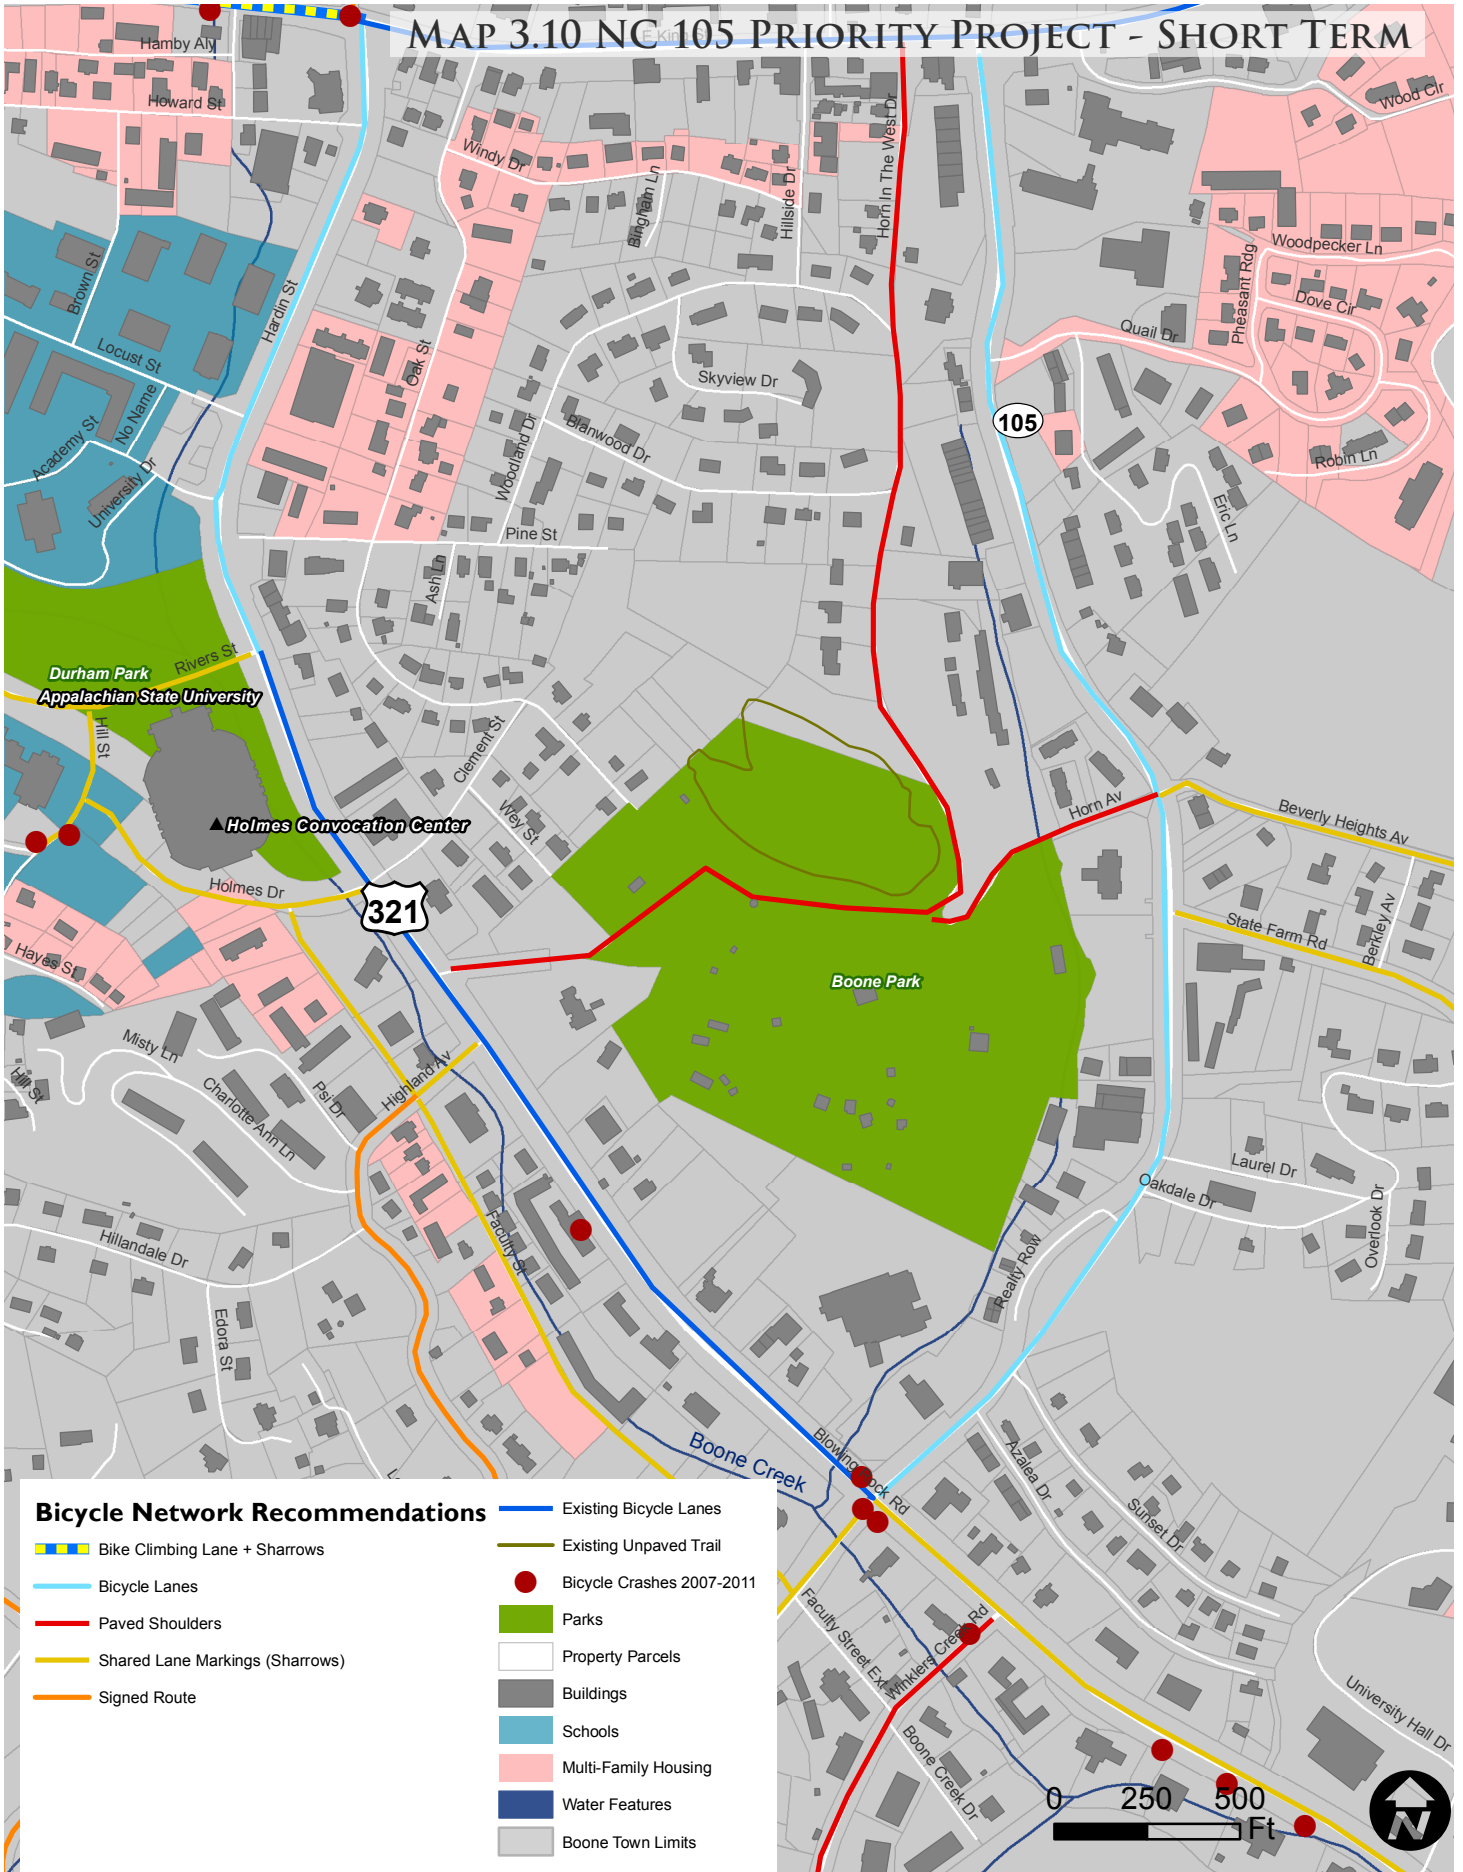 MAP 3.10 NC 105 PRIORITY PROJECT - SHORT TERM
E King St
Hamby Aly
Howard St
Wood Cir
Windy Dr
Bingham Ln
Hillside Dr
Horn In The West Dr
Woodpecker Ln
Pheasant Rdg
Dove Cir
Brown St
Hardin St
Quail Dr
Locust St
Oak St
Skyview Dr
No Name
105
Academy St
Woodland Dr
Blanwood Dr
Robin Ln
University Dr
Eric Ln
Pine St
Ash Ln
Rivers St
Durham Park
Appalachian State University
Hill St
Clement St
Wey St
Horn Av
Beverly Heights Av
Holmes Convocation Center
Holmes Dr
321
Berkley Av
State Farm Rd
Hayes St
Boone Park
Misty Ln
Hill St
Charlotte Ann Ln
Psi Dr
Highland Av
Laurel Dr
Oakdale Dr
Overlook Dr
Faculty St
Hillandale Dr
Realty Row
Edora St
Boone Creek
Blowing Rock Rd
Azalea Dr
Sunset Dr
Faculty Street Ext
Winklers Creek Rd
University Hall Dr
Boone Creek Dr
Bicycle Network Recommendations
Bike Climbing Lane + Sharrows
Bicycle Lanes
Paved Shoulders
Shared Lane Markings (Sharrows)
Signed Route
Existing Bicycle Lanes
Existing Unpaved Trail
Bicycle Crashes 2007-2011
Parks
Property Parcels
Buildings
Schools
Multi-Family Housing
Water Features
Boone Town Limits
0 250 500
Ft
N